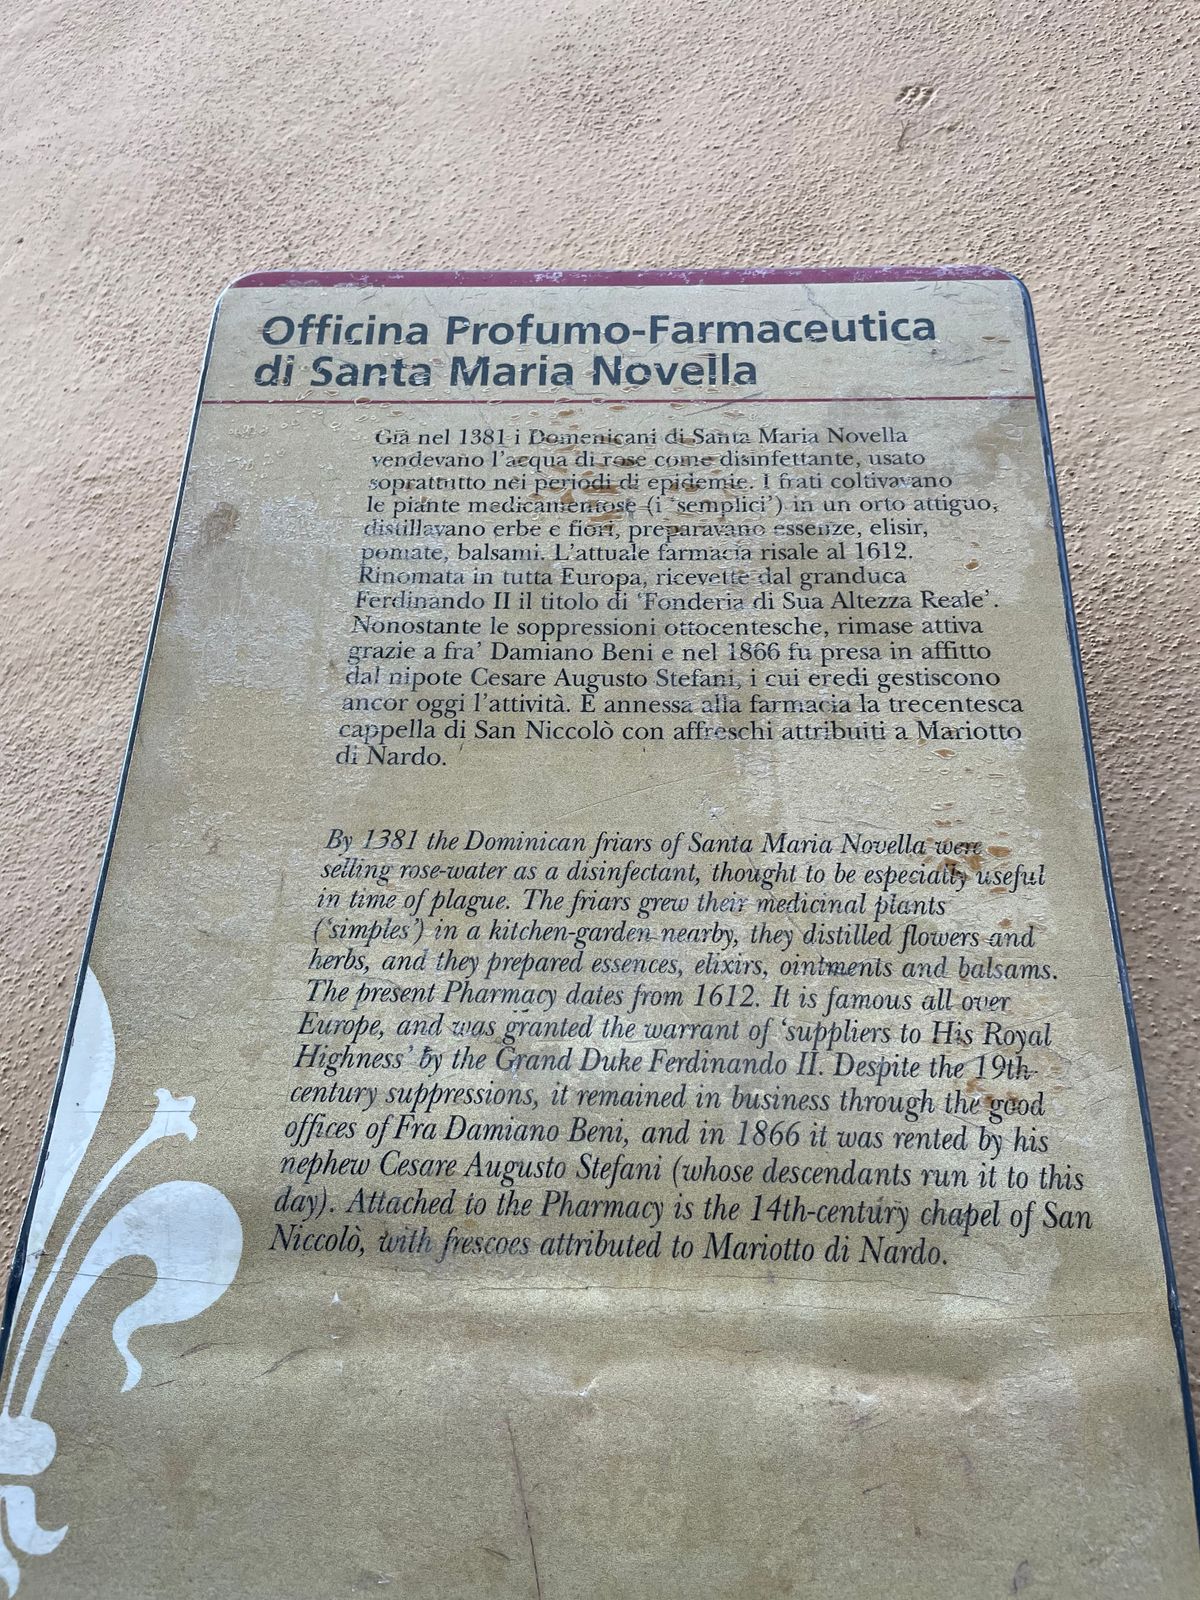 Officina Profumo-Farmaceutica
di Santa Maria Novella
Già nel 1381 i Domenicani di Santa Maria Novella
vendevano l'acqua di rose come disinfettante, usato
soprattutto nei periodi di epidemie. I frati coltivavano
le piante medicamentose (i 'semplici') in un orto attiguo,
distillavano erbe e fiori, preparavano essenze, elisir,
pomate, balsami. L'attuale farmacia risale al 1612.
Rinomata in tutta Europa, ricevette dal granduca
Ferdinando II il titolo di 'Fonderia di Sua Altezza Reale'.
Nonostante le soppressioni ottocentesche, rimase attiva
grazie a fra' Damiano Beni e nel 1866 fu presa in affitto
dal nipote Cesare Augusto Stefani, i cui eredi gestiscono
ancor oggi l'attività. È annessa alla farmacia la trecentesca
cappella di San Niccolò con affreschi attribuiti a Mariotto
di Nardo.
By 1381 the Dominican friars of Santa Maria Novella were
selling rose-water as a disinfectant, thought to be especially useful
in time of plague. The friars grew their medicinal plants
('simples') in a kitchen-garden nearby, they distilled flowers and
herbs, and they prepared essences, elixirs, ointments and balsams.
The present Pharmacy dates from 1612. It is famous all over
Europe, and was granted the warrant of 'suppliers to His Royal
Highness' by the Grand Duke Ferdinando II. Despite the 19th-
century suppressions, it remained in business through the good
offices of Fra Damiano Beni, and in 1866 it was rented by his
nephew Cesare Augusto Stefani (whose descendants run it to this
day). Attached to the Pharmacy is the 14th-century chapel of San
Niccolò, with frescoes attributed to Mariotto di Nardo.